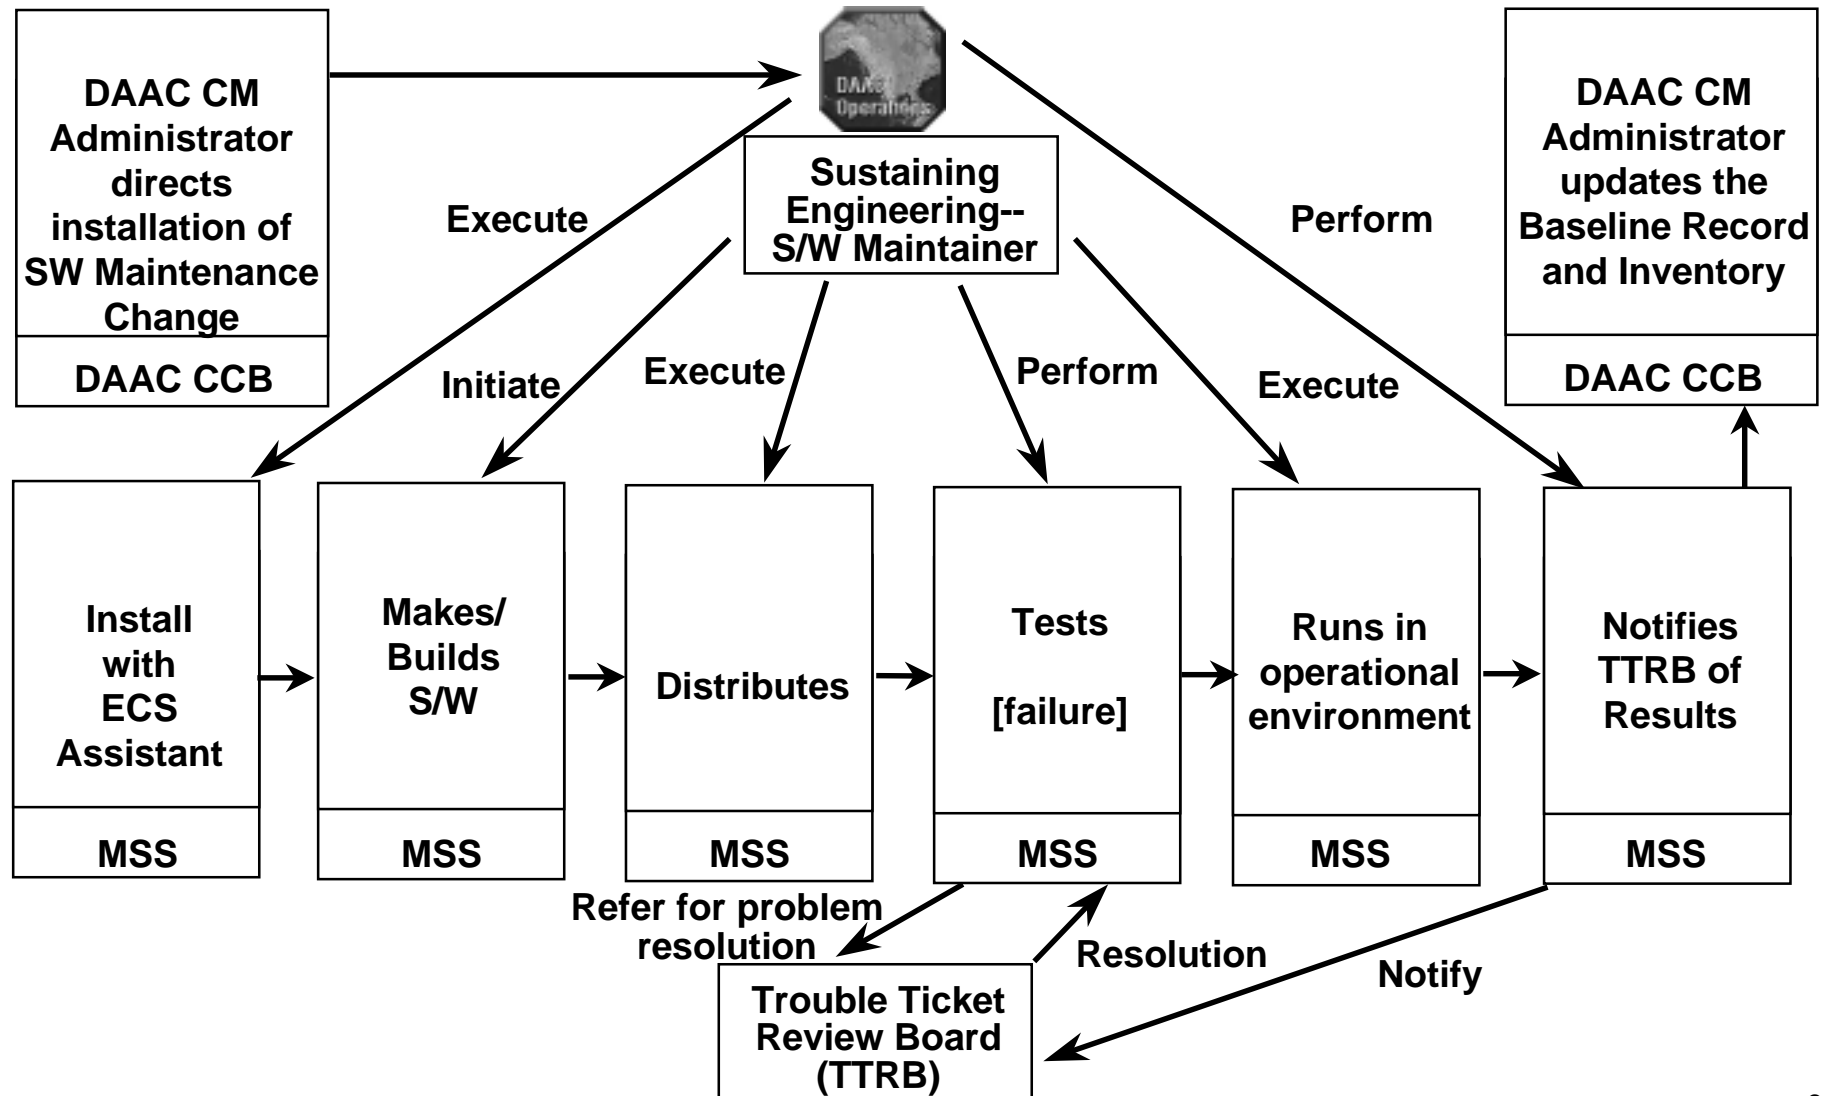 DAAC CM
Administrator
directs
installation of
SW Maintenance
Change
DAAC CCB
DAAC
Operations
Sustaining
Engineering--
S/W Maintainer
DAAC CM
Administrator
updates the
Baseline Record
and Inventory
DAAC CCB
Execute
Initiate
Execute
Perform
Execute
Perform
Install
with
ECS
Assistant
MSS
Makes/
Builds
S/W
MSS
Distributes
MSS
Tests
[failure]
MSS
Runs in
operational
environment
MSS
Notifies
TTRB of
Results
MSS
Refer for problem
resolution
Resolution
Notify
Trouble Ticket
Review Board
(TTRB)